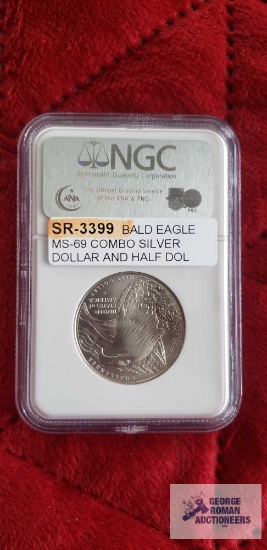 NGC
Numismatic Guaranty Corporation
The Official Grading Service
of the ANA & PNG
ANA
PNG
SR-3399 BALD EAGLE
MS-69 COMBO SILVER
DOLLAR AND HALF DOL
GEORGE
ROMAN
AUCTIONEERS